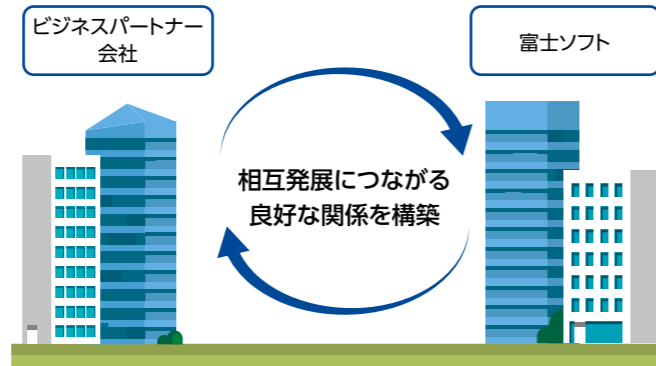 ビジネスパートナー
会社
富士ソフト
相互発展につながる
良好な関係を構築